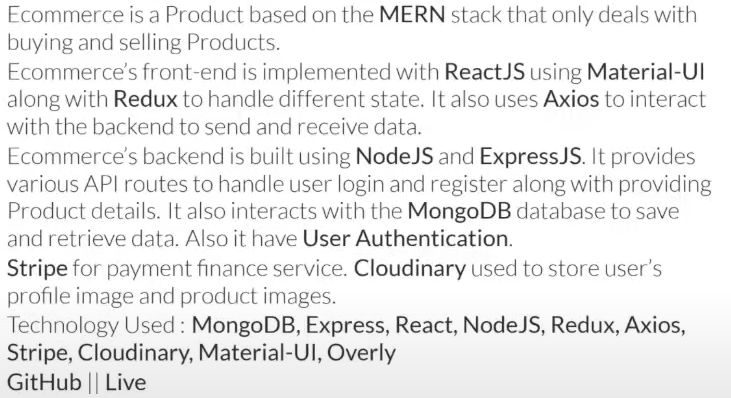 Ecommerce is a Product based on the MERN stack that only deals with
buying and selling Products.
Ecommerce's front-end is implemented with ReactJS using Material-UI
along with Redux to handle different state. It also uses Axios to interact
with the backend to send and receive data.
Ecommerce's backend is built using NodeJS and ExpressJS. It provides
various API routes to handle user login and register along with providing
Product details. It also interacts with the MongoDB database to save
and retrieve data. Also it have User Authentication.
Stripe for payment finance service. Cloudinary used to store user's
profile image and product images.
Technology Used : MongoDB, Express, React, NodeJS, Redux, Axios,
Stripe, Cloudinary, Material-UI, Overly
GitHub || Live